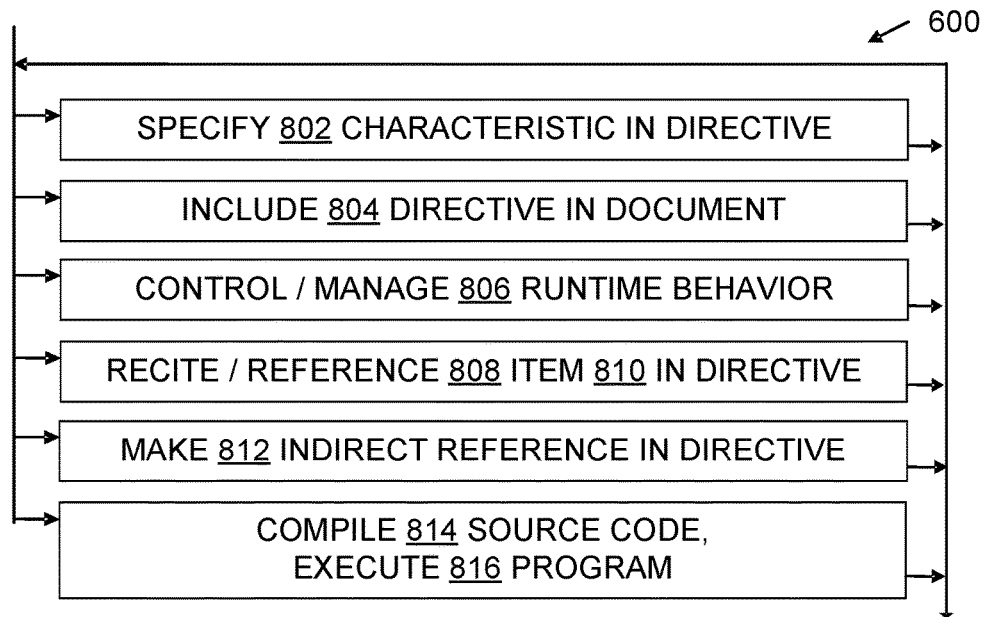 600
SPECIFY 802 CHARACTERISTIC IN DIRECTIVE
INCLUDE 804 DIRECTIVE IN DOCUMENT
CONTROL / MANAGE 806 RUNTIME BEHAVIOR
RECITE / REFERENCE 808 ITEM 810 IN DIRECTIVE
MAKE 812 INDIRECT REFERENCE IN DIRECTIVE
COMPILE 814 SOURCE CODE,
EXECUTE 816 PROGRAM